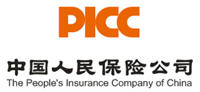 PICC
中国人民保险公司
The People's Insurance Company of China